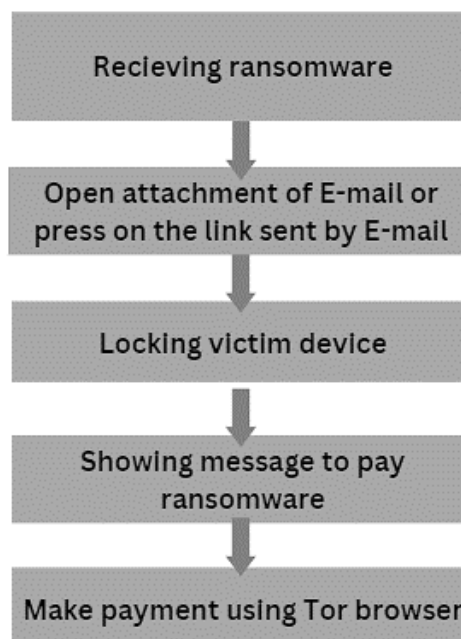 Recieving ransomware
Open attachment of E-mail or
press on the link sent by E-mail
Locking victim device
Showing message to pay
ransomware
Make payment using Tor browser